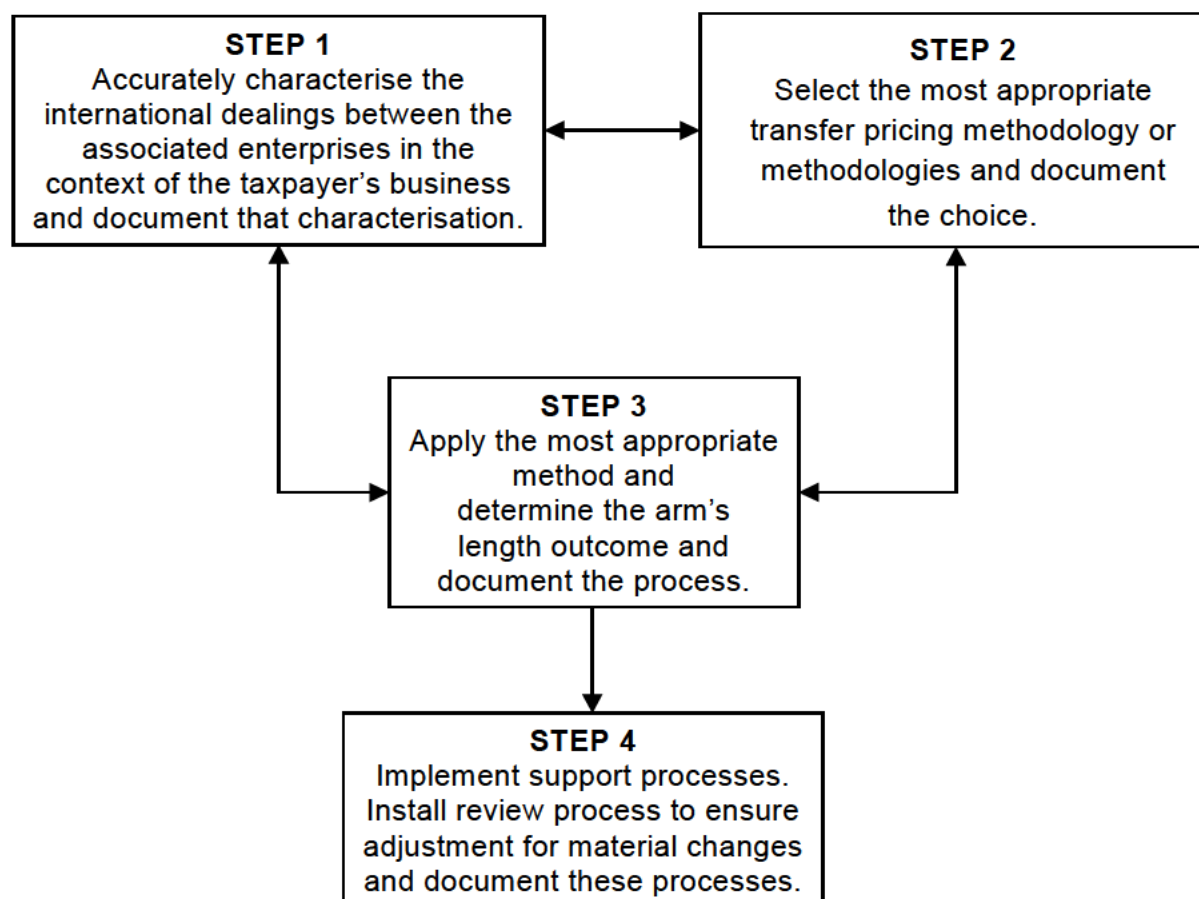 STEP 1
Accurately characterise the
international dealings between the
associated enterprises in the
context of the taxpayer's business
and document that characterisation.
STEP 2
Select the most appropriate
transfer pricing methodology or
methodologies and document
the choice.
STEP 3
Apply the most appropriate
method and
determine the arm's
length outcome and
document the process.
STEP 4
Implement support processes.
Install review process to ensure
adjustment for material changes
and document these processes.